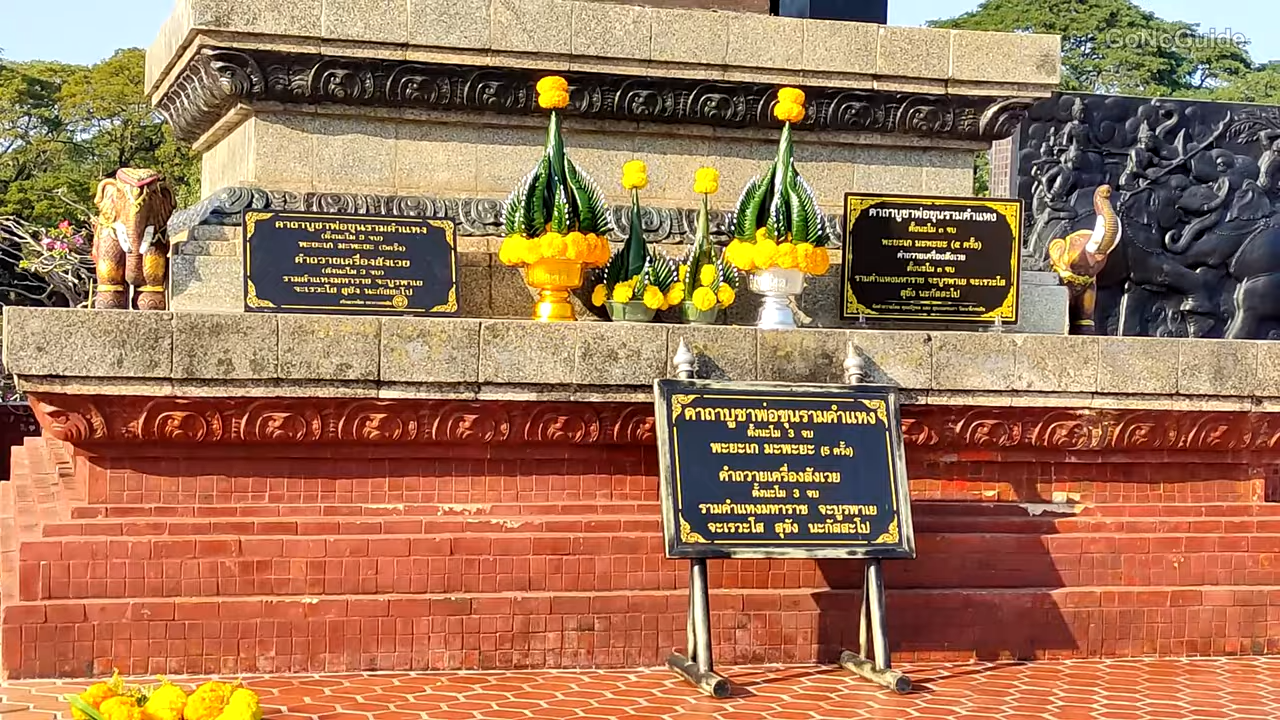 GoNoGuide
คาถาบูชาพ่อขุนรามคำแหง
(ตั้งนะโม 3 จบ)
พะยะเก มะพะยะ (5ครั้ง)
คำถวายเครื่องสังเวย
(ตั้งนะโม 3 จบ)
รามคำแหงมหาราช จะบูรพาเย
จะเรวะโส สุขัง นะกัสสะโป
คาถาบูชาพ่อขุนรามคำแหง
ตั้งนะโม ๓ จบ
พะยะเก นะพะยะ (๕ ครั้ง)
คำถวายเครื่องสังเวย
ตั้งนะโม ๓ จบ
รามคำแหงมหาราช จะบูรพาเย จะเรวะโส
สุขัง นะกัสสะโป
คาถาบูชาพ่อขุนรามคำแหงฯ
ตั้งนะโม 3 จบ
พะยะเก มะพะยะ (5 ครั้ง)
คำถวายเครื่องสังเวย
ตั้งนะโม 3 จบ
รามคำแหงมหาราช จะบูรพาเย
จะเรวะโส สุขัง นะกัสสะโป